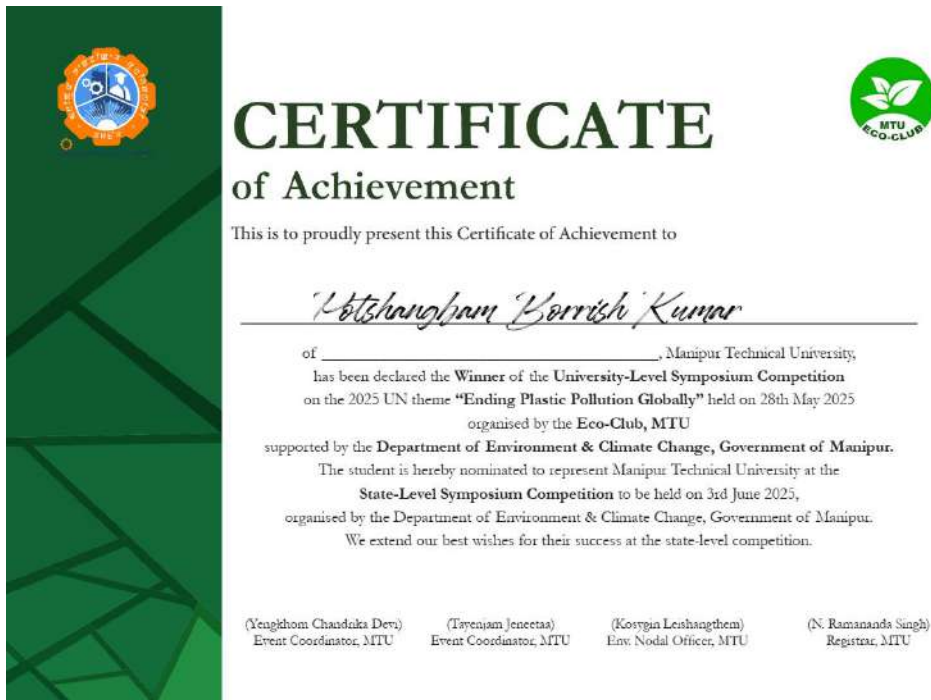 MTU
ECO-CLUB
CERTIFICATE
of Achievement
This is to proudly present this Certificate of Achievement to
Potshangbam Borrish Kumar
of , Manipur Technical University,
has been declared the Winner of the University-Level Symposium Competition
on the 2025 UN theme “Ending Plastic Pollution Globally” held on 28th May 2025
organised by the Eco-Club, MTU
supported by the Department of Environment & Climate Change, Government of Manipur.
The student is hereby nominated to represent Manipur Technical University at the
State-Level Symposium Competition to be held on 3rd June 2025,
organised by the Department of Environment & Climate Change, Government of Manipur.
We extend our best wishes for their success at the state-level competition.
(Yengkhom Chandrika Devi) (Tayenjam Jeneetaa) (Kosygin Leishangthem) (N. Ramananda Singh)
Event Coordinator, MTU Event Coordinator, MTU Env. Nodal Officer, MTU Registrar, MTU